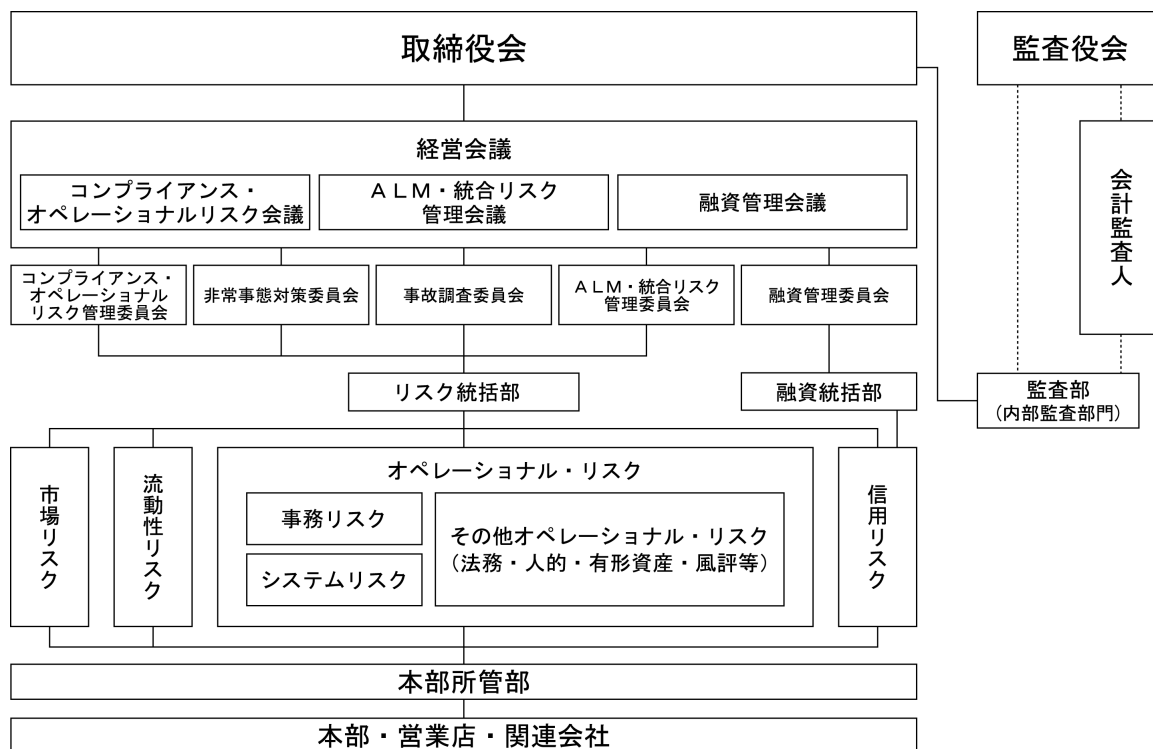 取締役会
監査役会
経営会議
コンプライアンス・
オペレーショナルリスク会議
ＡＬＭ・統合リスク
管理会議
融資管理会議
会計監査人
コンプライアンス・
オペレーショナル
リスク管理委員会
非常事態対策委員会
事故調査委員会
ＡＬＭ・統合リスク
管理委員会
融資管理委員会
リスク統括部
融資統括部
監査部
（内部監査部門）
市場リスク
流動性リスク
オペレーショナル・リスク
事務リスク
システムリスク
その他オペレーショナル・リスク
（法務・人的・有形資産・風評等）
信用リスク
本部所管部
本部・営業店・関連会社